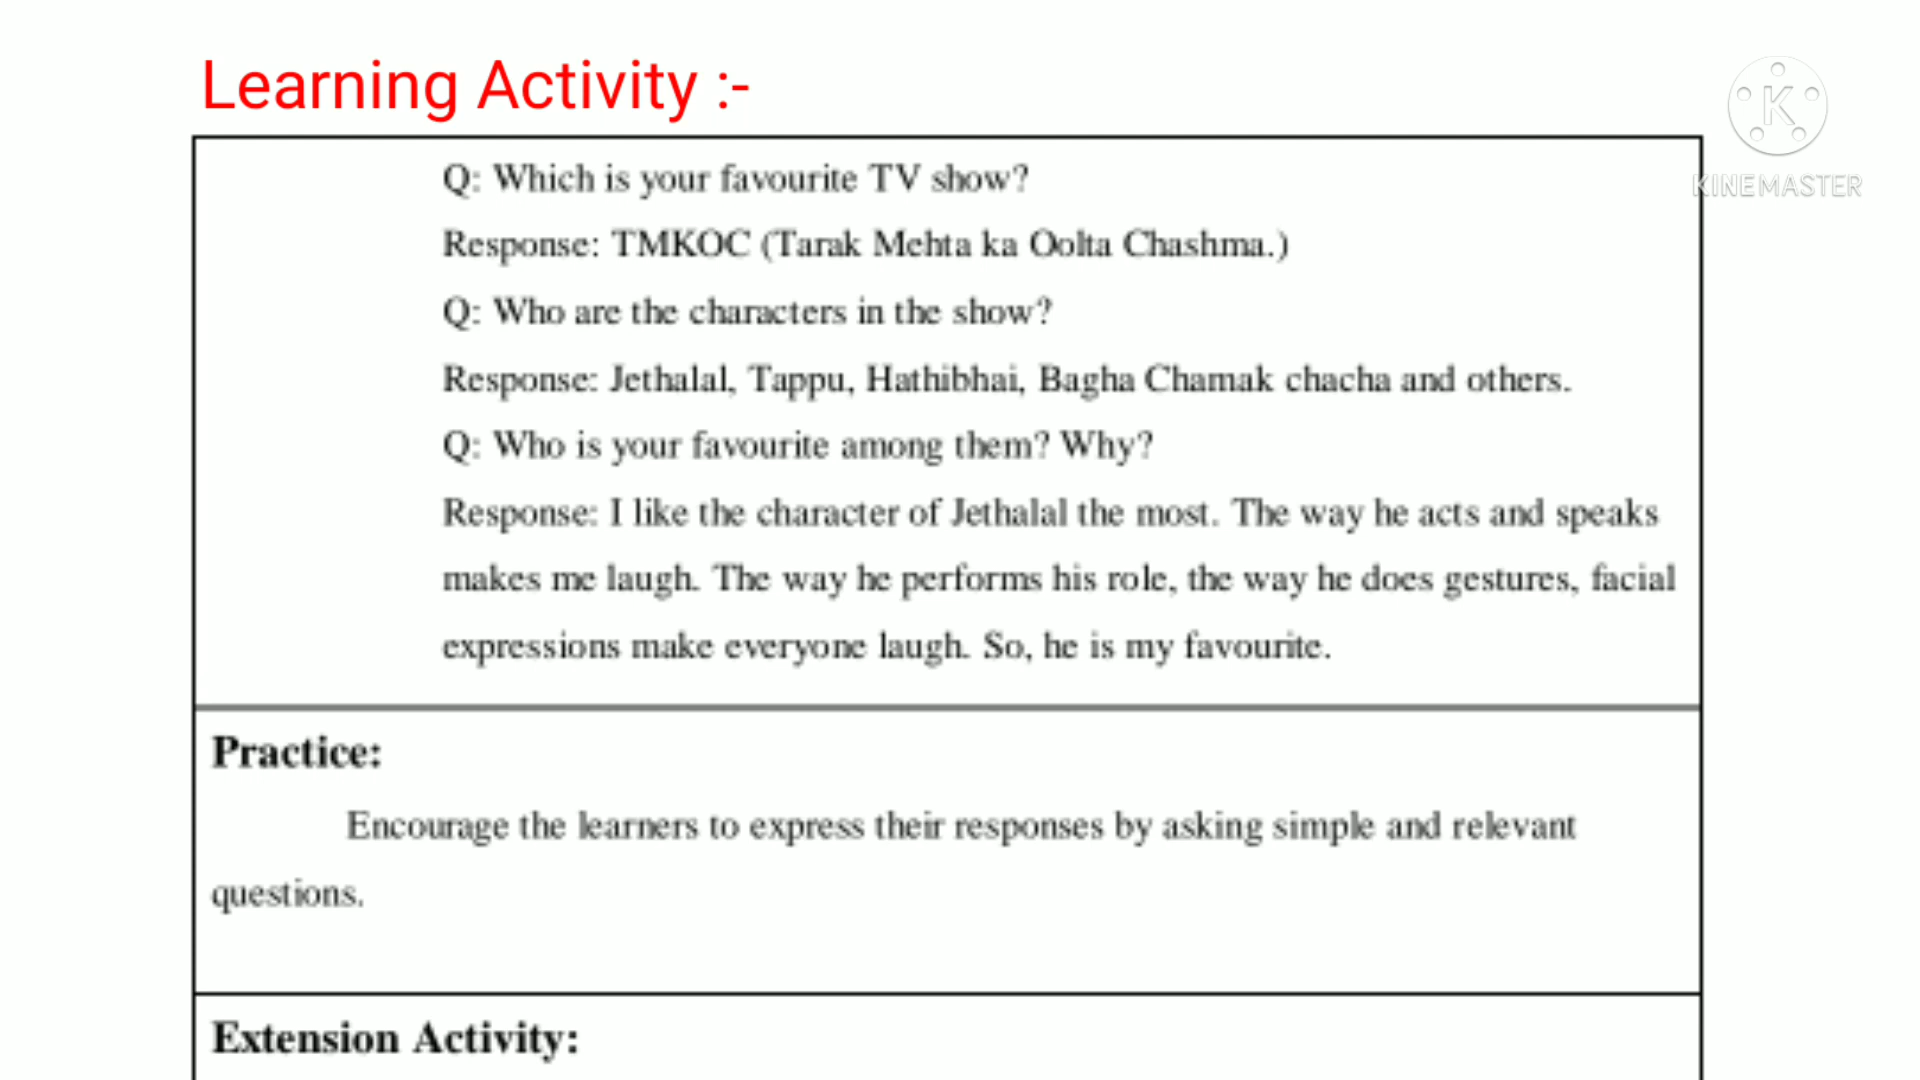 Learning Activity :-
K
KINEMASTER
Q: Which is your favourite TV show?
Response: TMKOC (Tarak Mehta ka Oolta Chashma.)
Q: Who are the characters in the show?
Response: Jethalal, Tappu, Hathibhai, Bagha Chamak chacha and others.
Q: Who is your favourite among them? Why?
Response: I like the character of Jethalal the most. The way he acts and speaks
makes me laugh. The way he performs his role, the way he does gestures, facial
expressions make everyone laugh. So, he is my favourite.
Practice:
Encourage the learners to express their responses by asking simple and relevant
questions.
Extension Activity: